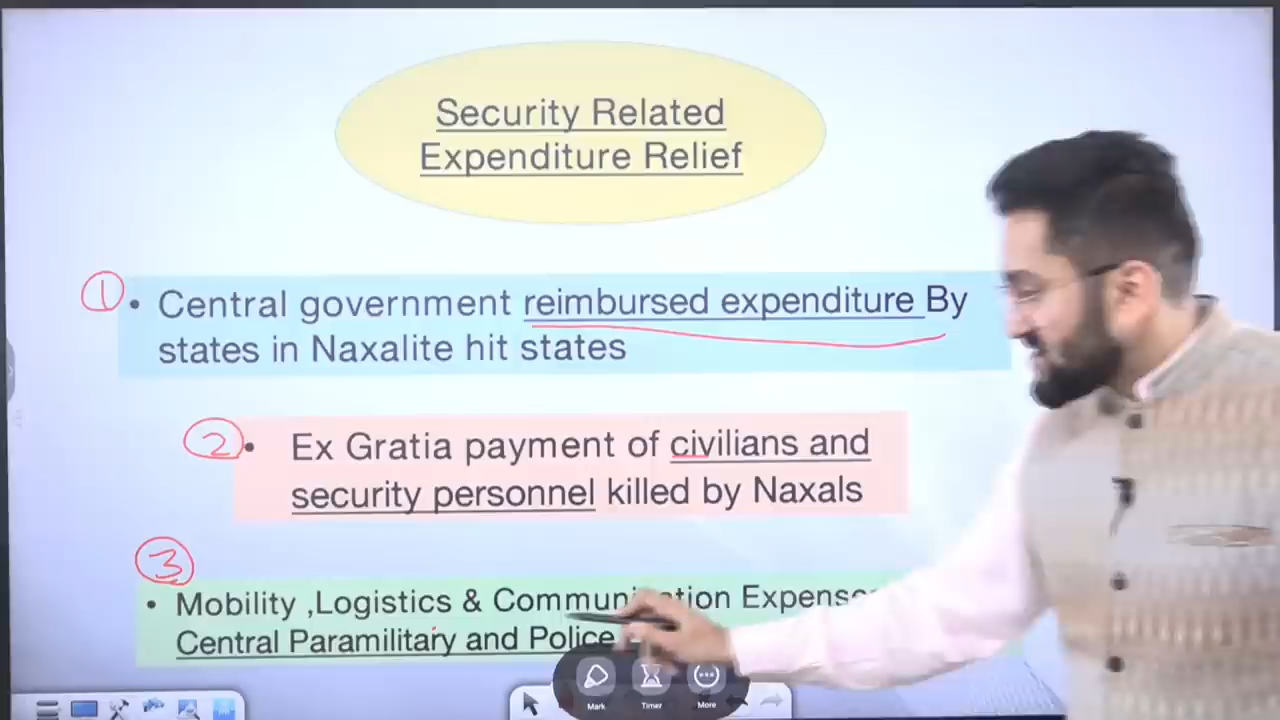 Security Related
Expenditure Relief
1
• Central government reimbursed expenditure By
states in Naxalite hit states
2
• Ex Gratia payment of civilians and
security personnel killed by Naxals
3
• Mobility ,Logistics &
Central Paramilitary and Police
Mark Timer More